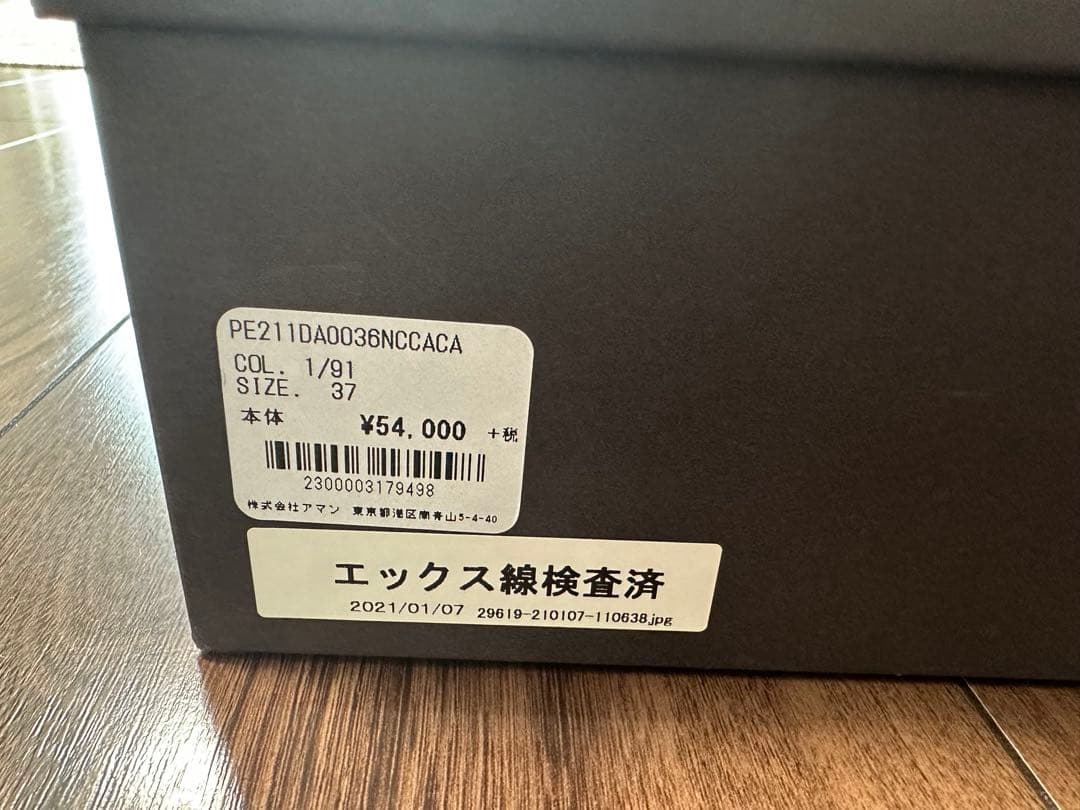 PE211DA0036NCCACA
COL. 1/91
SIZE. 37
本体 ¥54,000 +税
2300003179498
株式会社アマン 東京都港区南青山5-4-40
エックス線検査済
2021/01/07 29619-210107-110638jpg